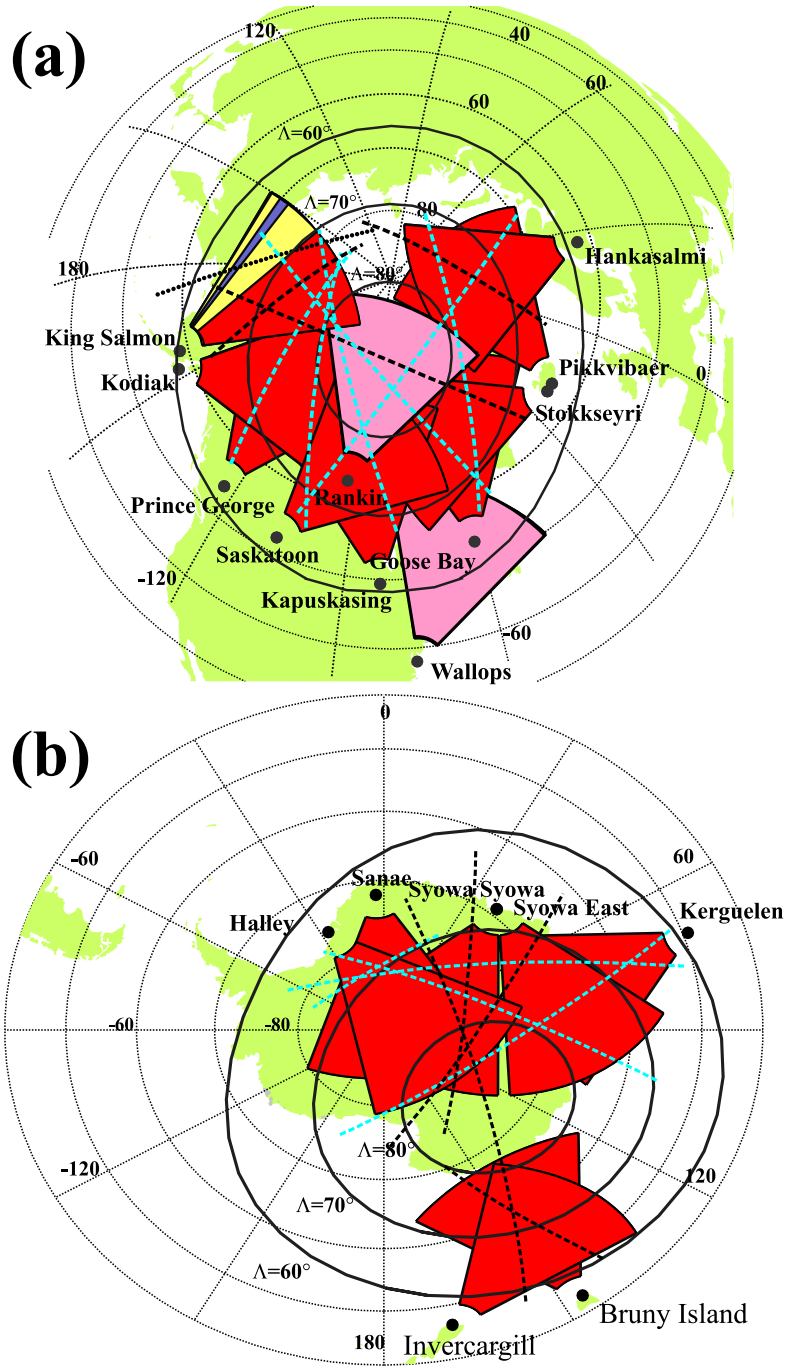 (a)
120
40
60
60
Λ=60°
Λ=70°
80
Hankasalmi
180
Λ=80°
King Salmon
Pikkvibaer
0
Kodiak
Stokkseyri
Prince George
Rankin
Saskatoon
Goose Bay
-120
Kapuskasing
-60
Wallops
(b)
0
-60
60
Sanae
Syowa Syowa
Halley
Syowa East
Kerguelen
-60
-80
Λ=80°
-120
120
Λ=70°
Λ=60°
Bruny Island
180
Invercargill